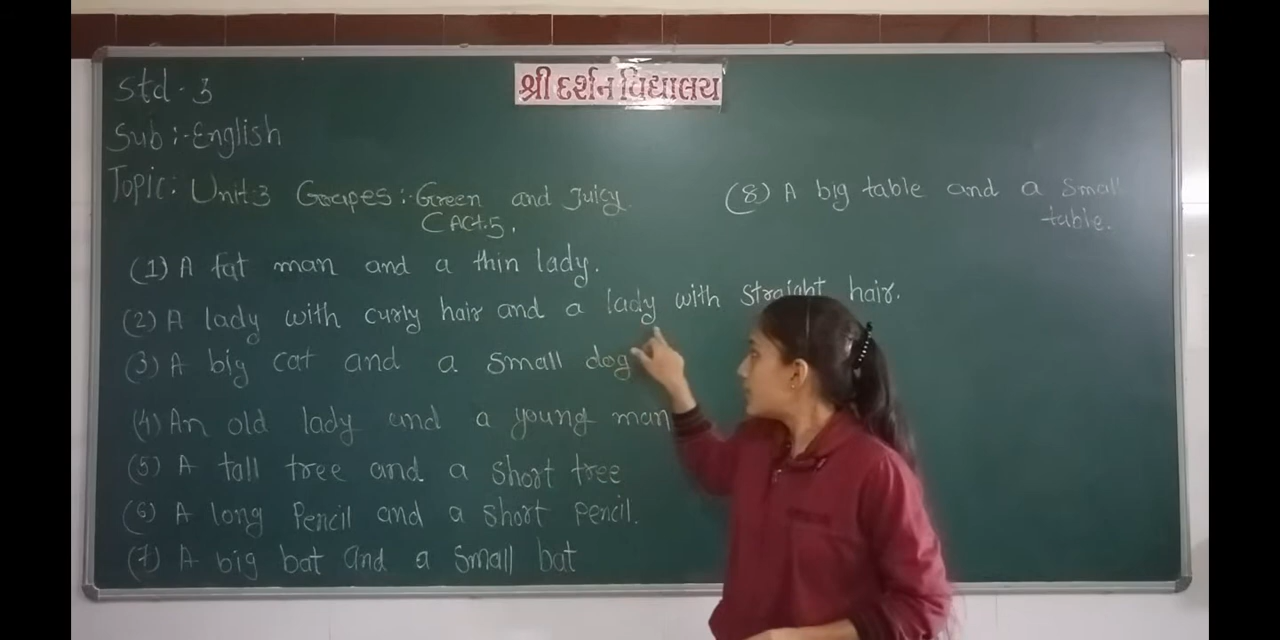 શ્રી દર્શન વિદ્યાલય
Std - 3
Sub :- English
Topic: Unit:3 Grapes :- Green and Juicy
C Act.5.
(1) A fat man and a thin lady.
(2) A lady with curly hair and a lady with straight hair.
(3) A big cat and a small dog
(4) An old lady and a young man
(5) A tall tree and a short tree
(6) A long Pencil and a short Pencil.
(7) A big bat and a small bat
(8) A big table and a small
table.